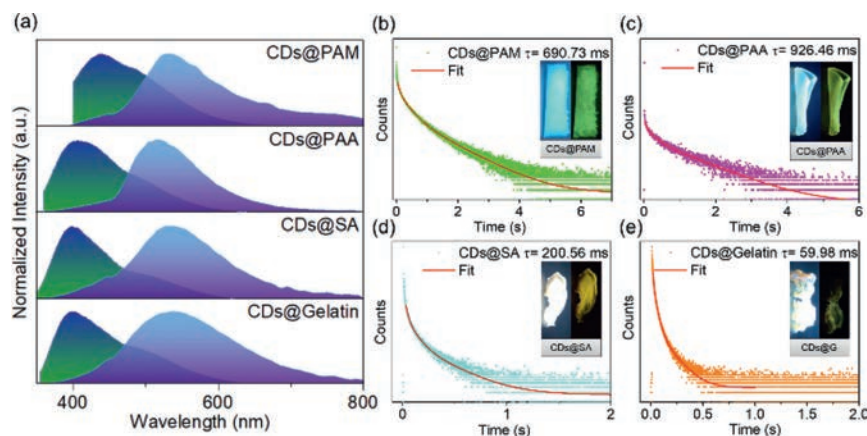 (a)
CDs@PAM
CDs@PAA
CDs@SA
CDs@Gelatin
Normalized Intensity (a.u.)
400 600 800
Wavelength (nm)
(b)
CDs@PAM τ= 690.73 ms
Fit
CDs@PAM
Counts
0 2 4 6
Time (s)
(c)
CDs@PAA τ= 926.46 ms
Fit
CDs@PAA
Counts
0 2 4 6
Time (s)
(d)
CDs@SA τ= 200.56 ms
Fit
CDs@SA
Counts
0 1 2
Time (s)
(e)
CDs@Gelatin τ= 59.98 ms
Fit
CDs@G
Counts
0.0 0.5 1.0 1.5 2.0
Time (s)